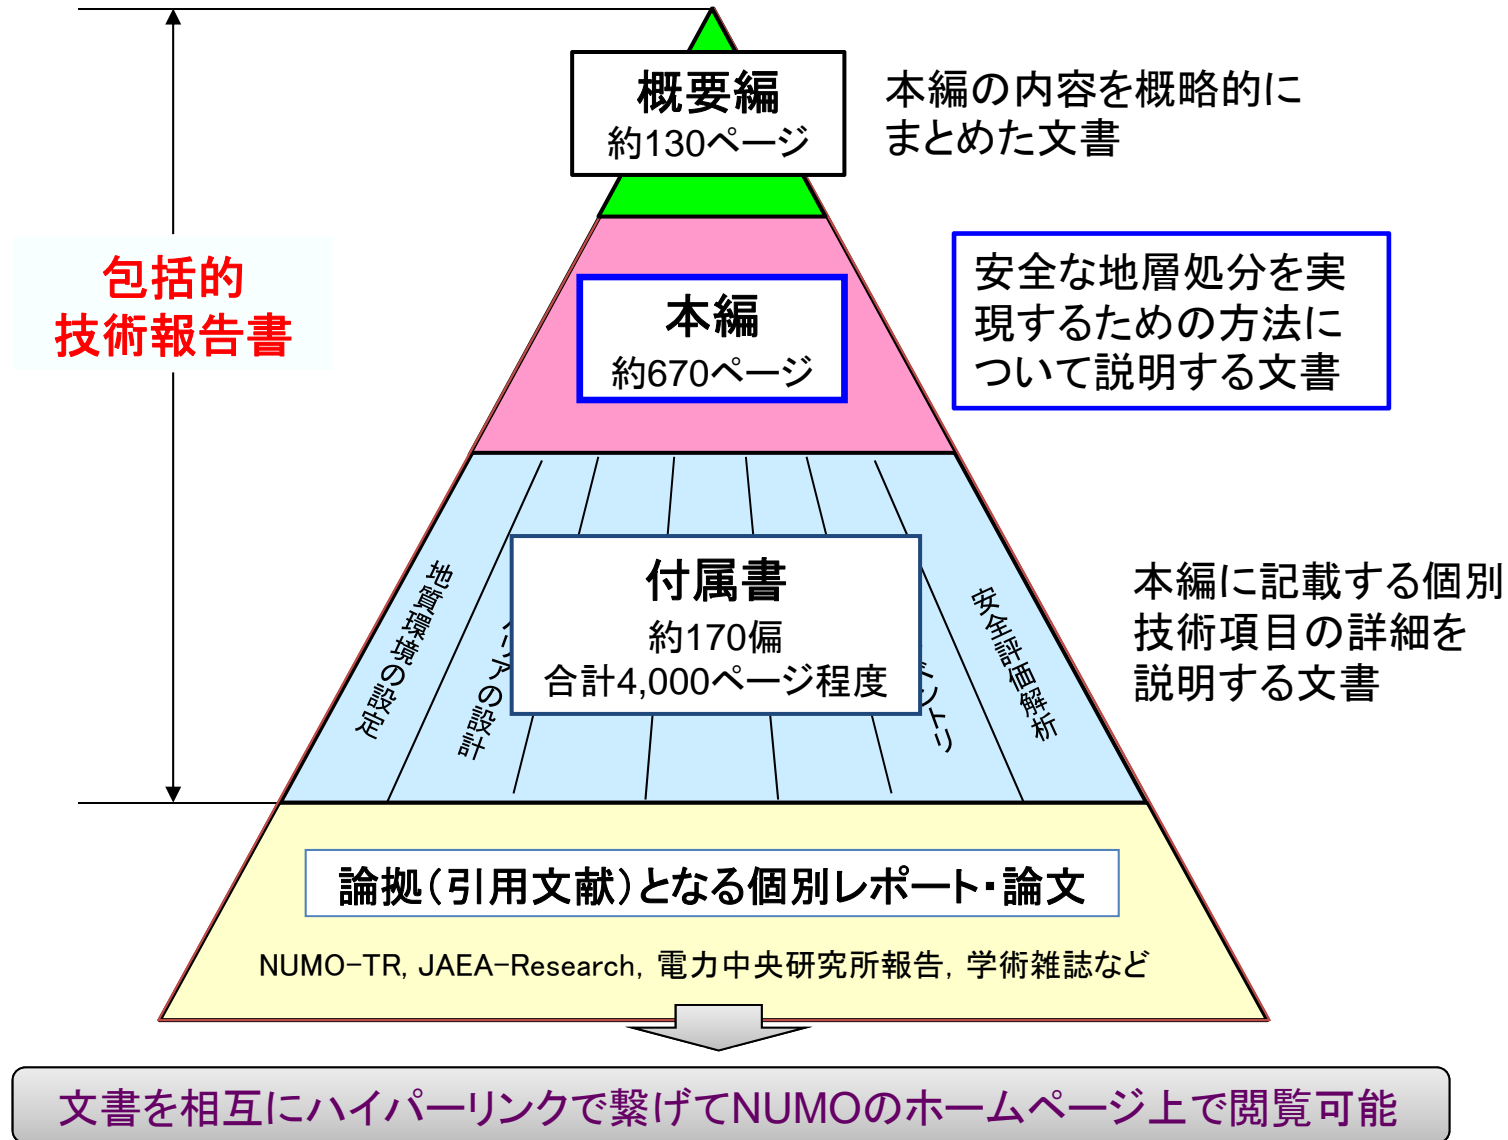 概要編
約130ページ
本編の内容を概略的に
まとめた文書
包括的
技術報告書
本編
約670ページ
安全な地層処分を実
現するための方法に
ついて説明する文書
付属書
約170偏
合計4,000ページ程度
地質環境の設定
アの設計
ントリ
安全評価解析
本編に記載する個別
技術項目の詳細を
説明する文書
論拠(引用文献)となる個別レポート・論文
NUMO-TR, JAEA-Research, 電力中央研究所報告, 学術雑誌など
文書を相互にハイパーリンクで繋げてNUMOのホームページ上で閲覧可能